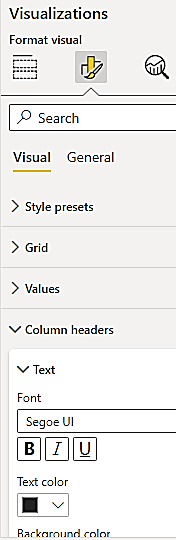 Visualizations
Format visual
Search
Visual General
Style presets
Grid
Values
Column headers
Text
Font
Segoe UI
B I U
Text color
Background color